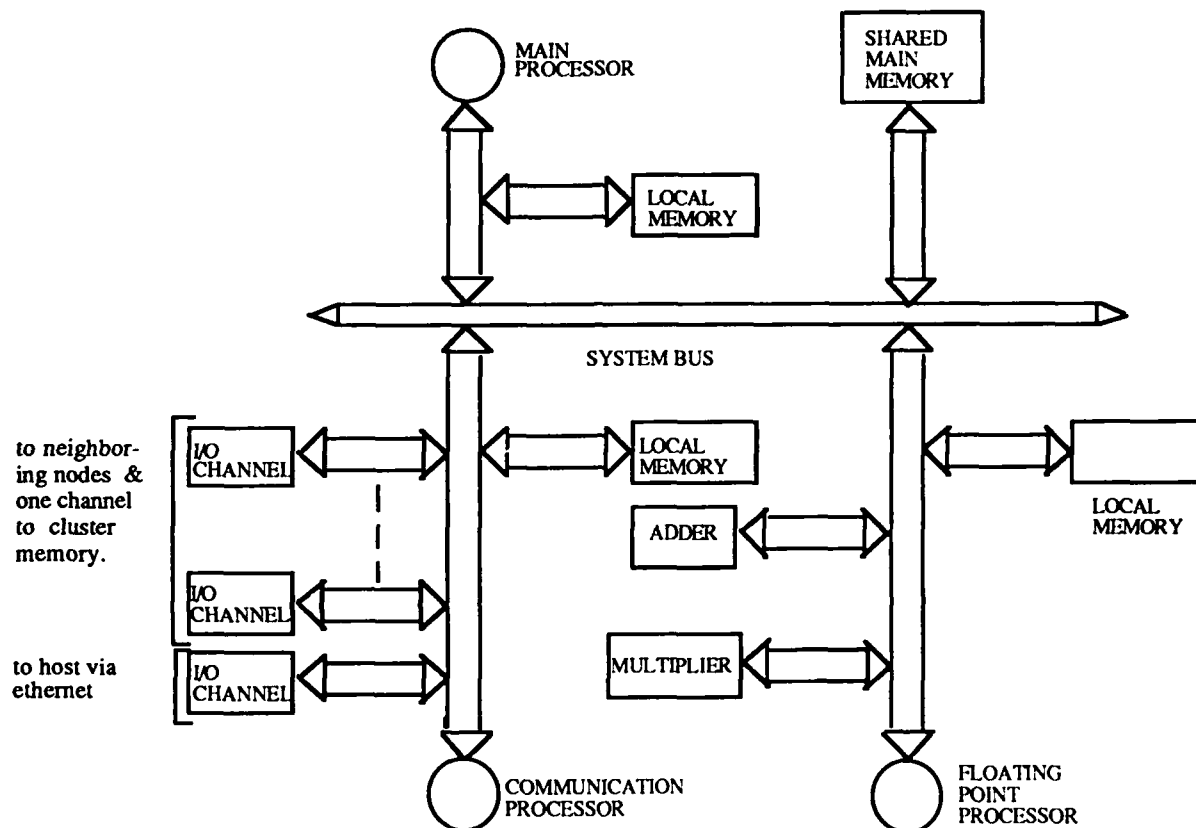 MAIN
PROCESSOR
SHARED
MAIN
MEMORY
LOCAL
MEMORY
SYSTEM BUS
to neighbor-
ing nodes &
one channel
to cluster
memory.
I/O
CHANNEL
LOCAL
MEMORY
LOCAL
MEMORY
ADDER
I/O
CHANNEL
MULTIPLIER
to host via
ethernet
I/O
CHANNEL
COMMUNICATION
PROCESSOR
FLOATING
POINT
PROCESSOR